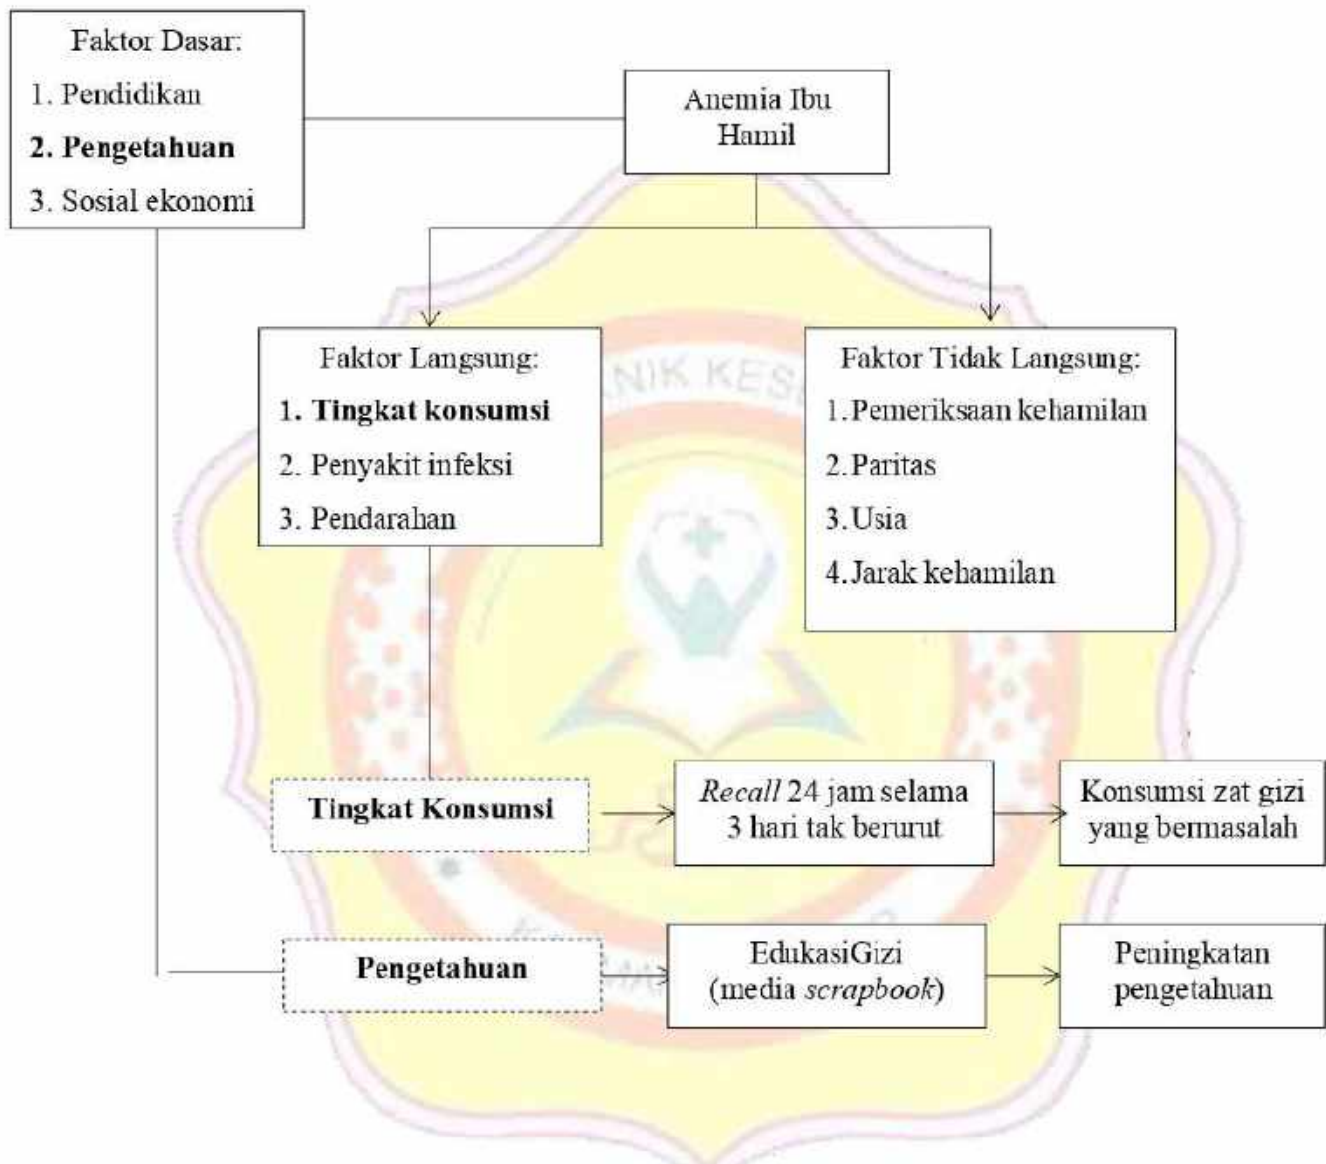 Faktor Dasar:
1. Pendidikan
2. Pengetahuan
3. Sosial ekonomi
Anemia Ibu
Hamil
Faktor Langsung:
1. Tingkat konsumsi
2. Penyakit infeksi
3. Pendarahan
Faktor Tidak Langsung:
1.Pemeriksaan kehamilan
2.Paritas
3.Usia
4.Jarak kehamilan
Tingkat Konsumsi
Recall 24 jam selama
3 hari tak berurut
Konsumsi zat gizi
yang bermasalah
Pengetahuan
EdukasiGizi
(media scrapbook)
Peningkatan
pengetahuan